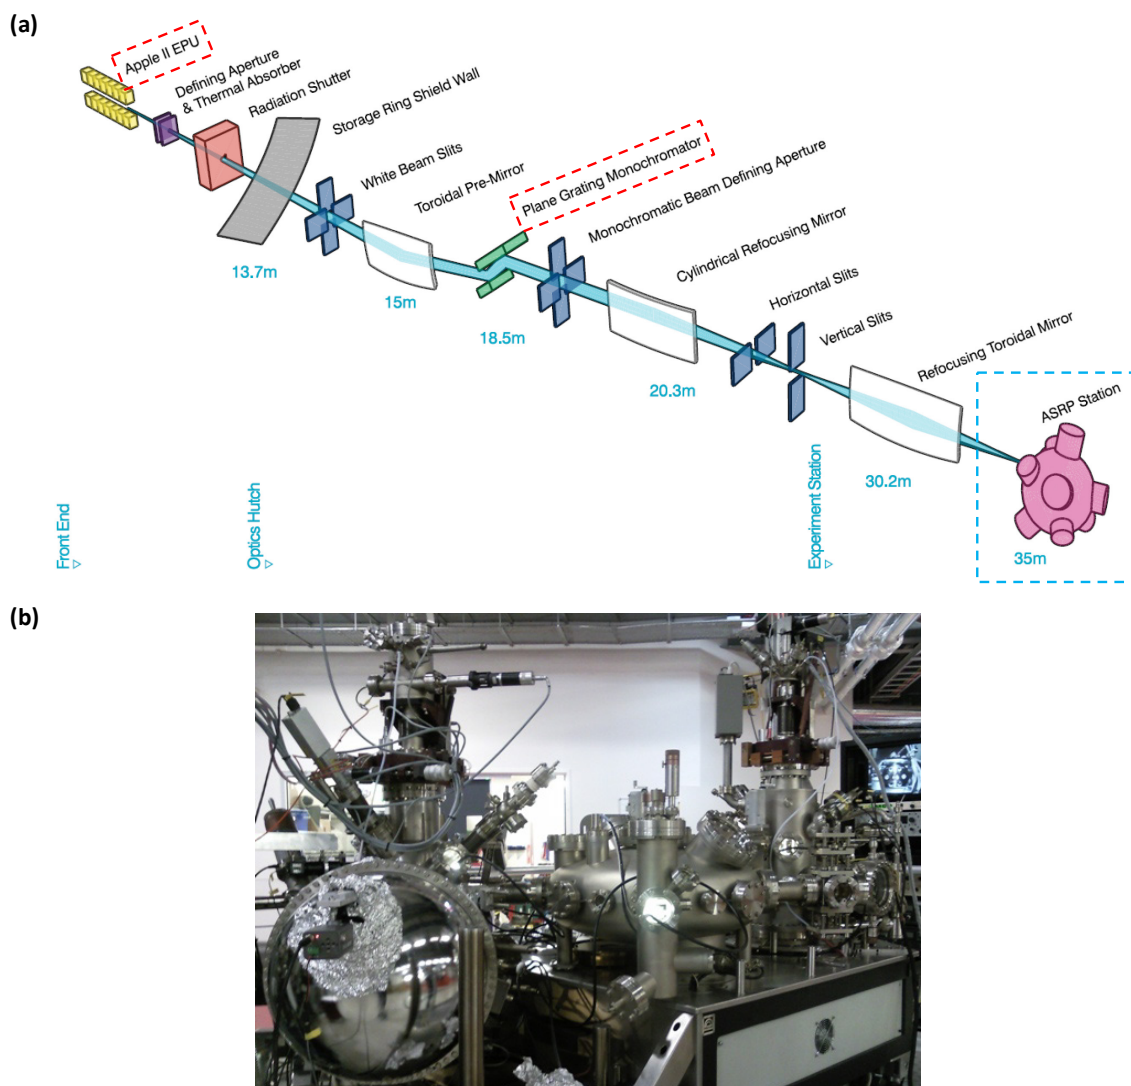 (a)
Apple II EPU
Defining Aperture
& Thermal Absorber
Radiation Shutter
Storage Ring Shield Wall
White Beam Slits
Toroidal Pre-Mirror
Plane Grating Monochromator
Monochromatic Beam Defining Aperture
Cylindrical Refocusing Mirror
Horizontal Slits
Vertical Slits
Refocusing Toroidal Mirror
ASRP Station
13.7m
15m
18.5m
20.3m
30.2m
35m
Front End
Optics Hutch
Experiment Station
(b)